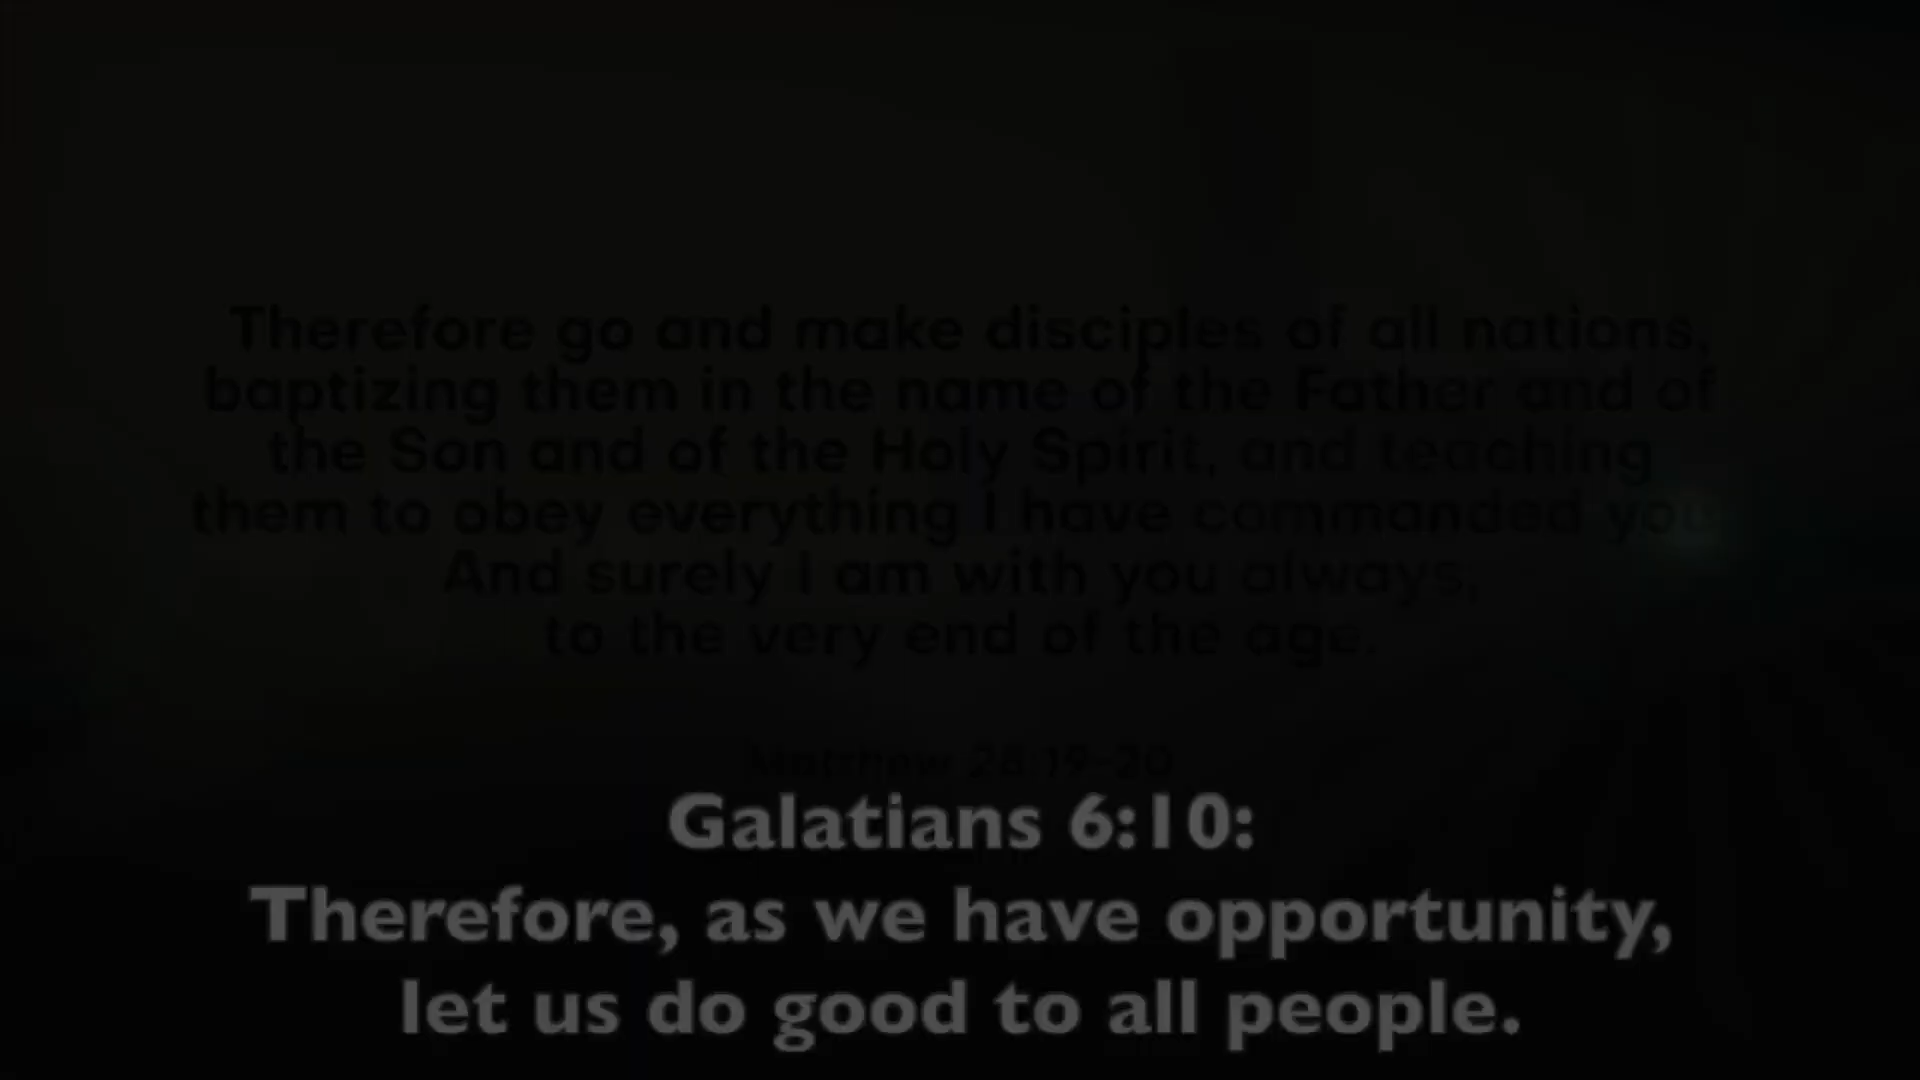 Therefore go and make disciples of all nations,
baptizing them in the name of the Father and of
the Son and of the Holy Spirit, and teaching
them to obey everything I have commanded you
And surely I am with you always,
to the very end of the age.
Matthew 28:19-20
Galatians 6:10:
Therefore, as we have opportunity,
let us do good to all people.